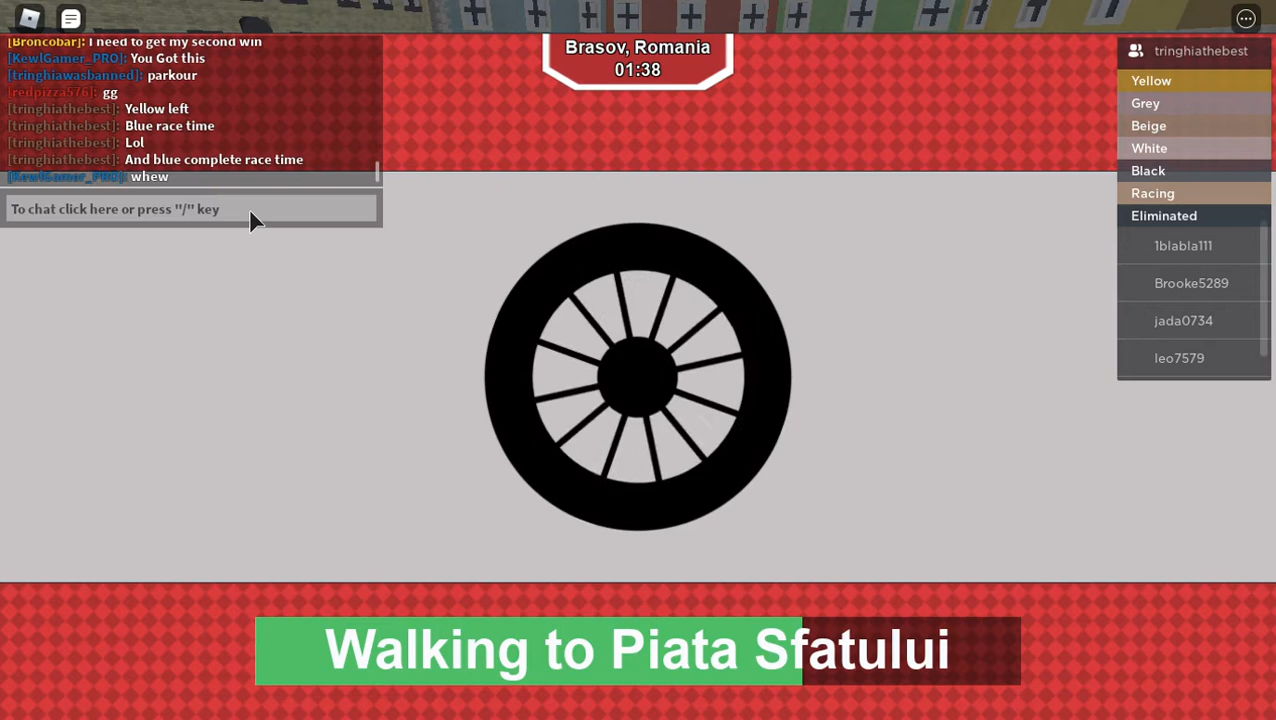 [Broncobar]: I need to get my second win
[KewlGamer_PRO]: You Got this
[tringhiawasbanned]: parkour
[redpizza576]: gg
[tringhiathebest]: Yellow left
[tringhiathebest]: Blue race time
[tringhiathebest]: Lol
[tringhiathebest]: And blue complete race time
[KewlGamer_PRO]: whew
To chat click here or press "/" key
Brasov, Romania
01:38
tringhiathebest
Yellow
Grey
Beige
White
Black
Racing
Eliminated
1blabla111
Brooke5289
jada0734
leo7579
Walking to Piata Sfatului